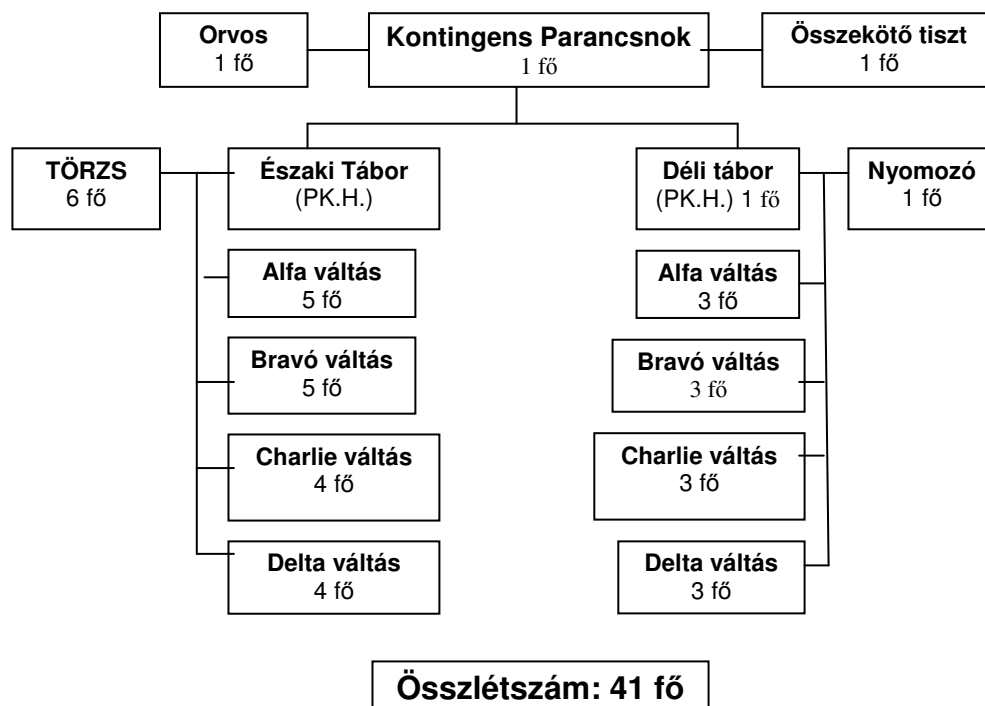 Orvos
1 fő
Kontingens Parancsnok
1 fő
Összekötő tiszt
1 fő
TÖRZS
6 fő
Északi Tábor
(PK.H.)
Déli tábor
(PK.H.) 1 fő
Nyomozó
1 fő
Alfa váltás
5 fő
Alfa váltás
3 fő
Bravó váltás
5 fő
Bravó váltás
3 fő
Charlie váltás
4 fő
Charlie váltás
3 fő
Delta váltás
4 fő
Delta váltás
3 fő
Összlétszám: 41 fő